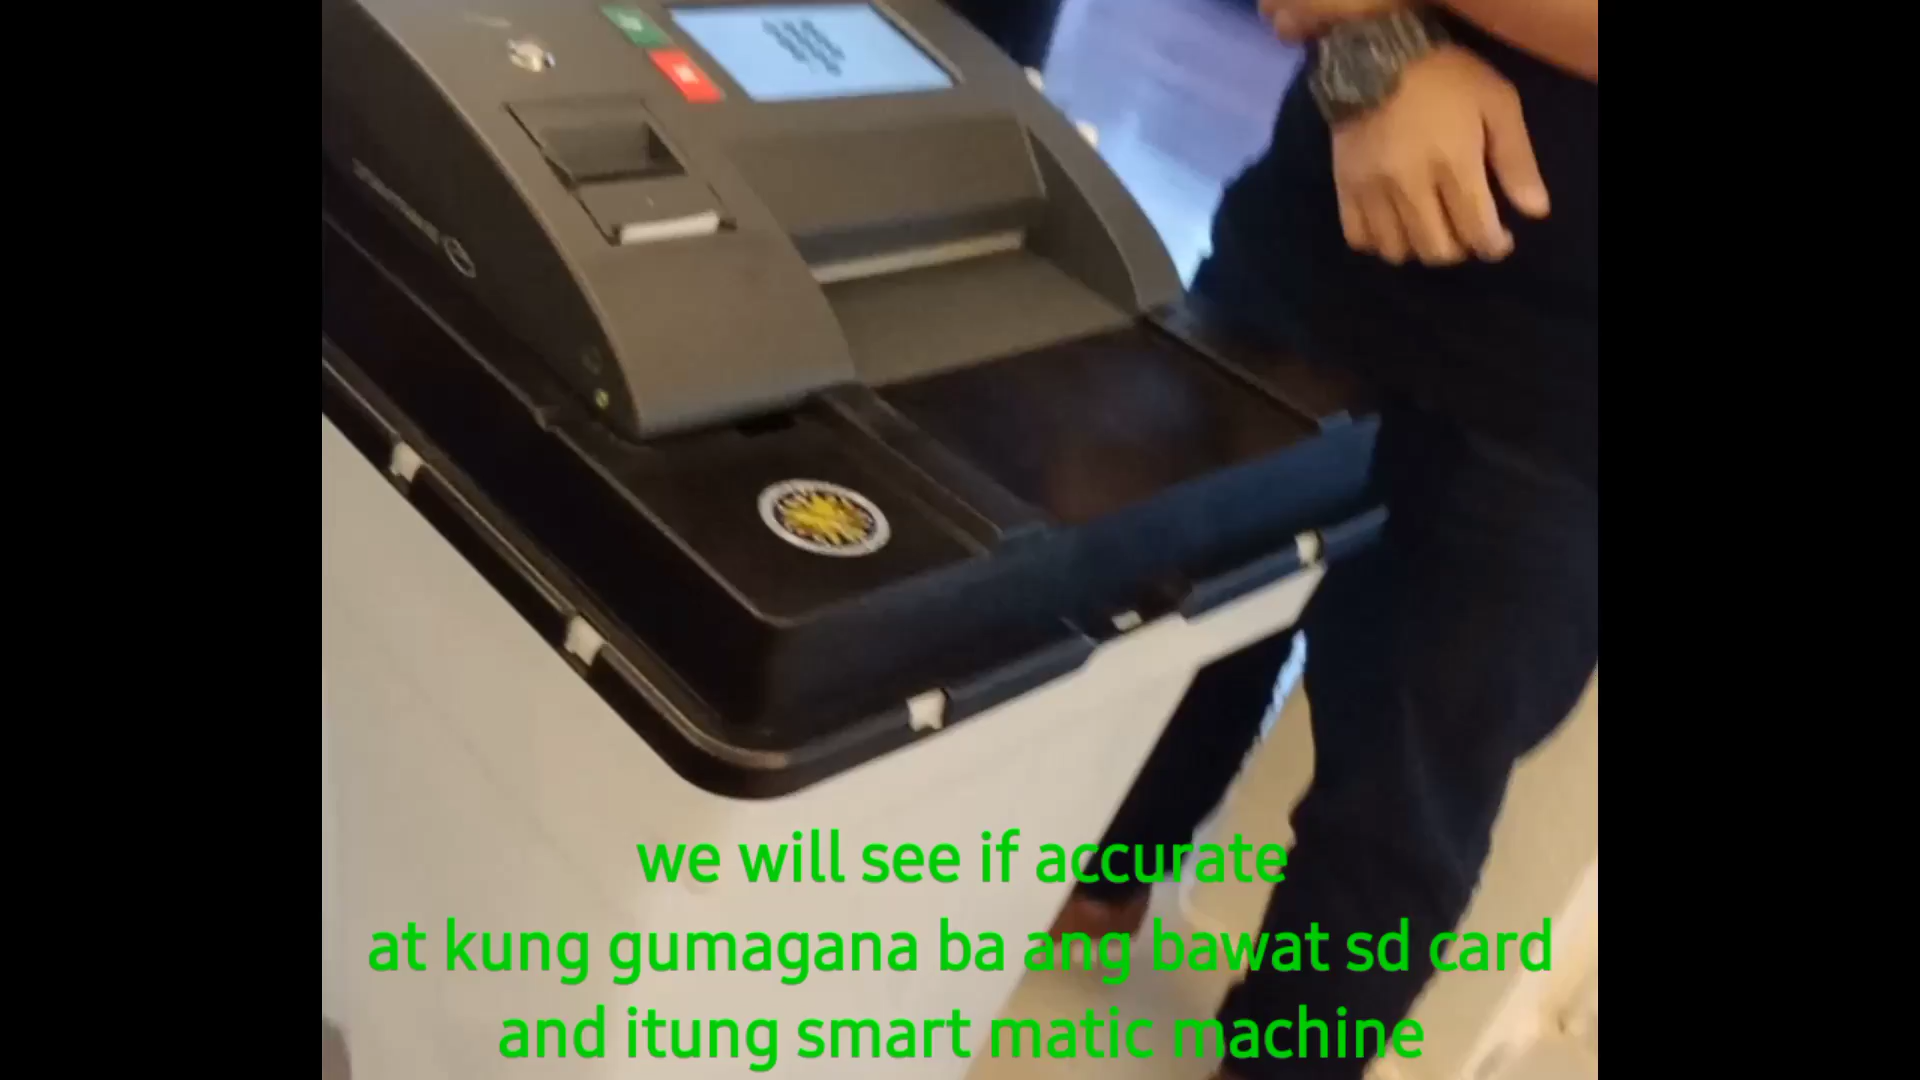 we will see if accurate
at kung gumagana ba ang bawat sd card
and itung smart matic machine